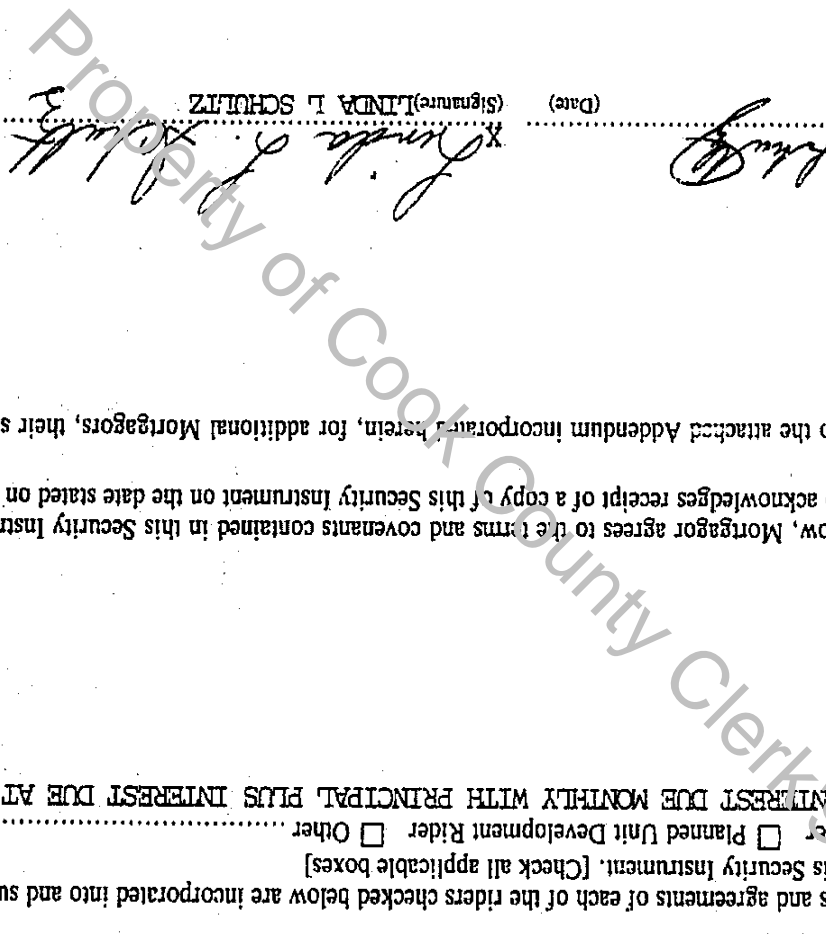 s and agreements of each of the riders checked below are incorporated into and su
is Security Instrument. [Check all applicable boxes]
er ☐ Planned Unit Development Rider ☐ Other ........................................
NTEREST DUE MONTHLY WITH PRINCIPAL PLUS INTEREST DUE AT
ow, Mortgagor agrees to the terms and covenants contained in this Security Instr
acknowledges receipt of a copy of this Security Instrument on the date stated on
o the attached Addendum incorporated herein, for additional Mortgagors, their s
X Linda L. Schultz
(Date) (Signature) LINDA L SCHULTZ
Property of Cook County Clerk's